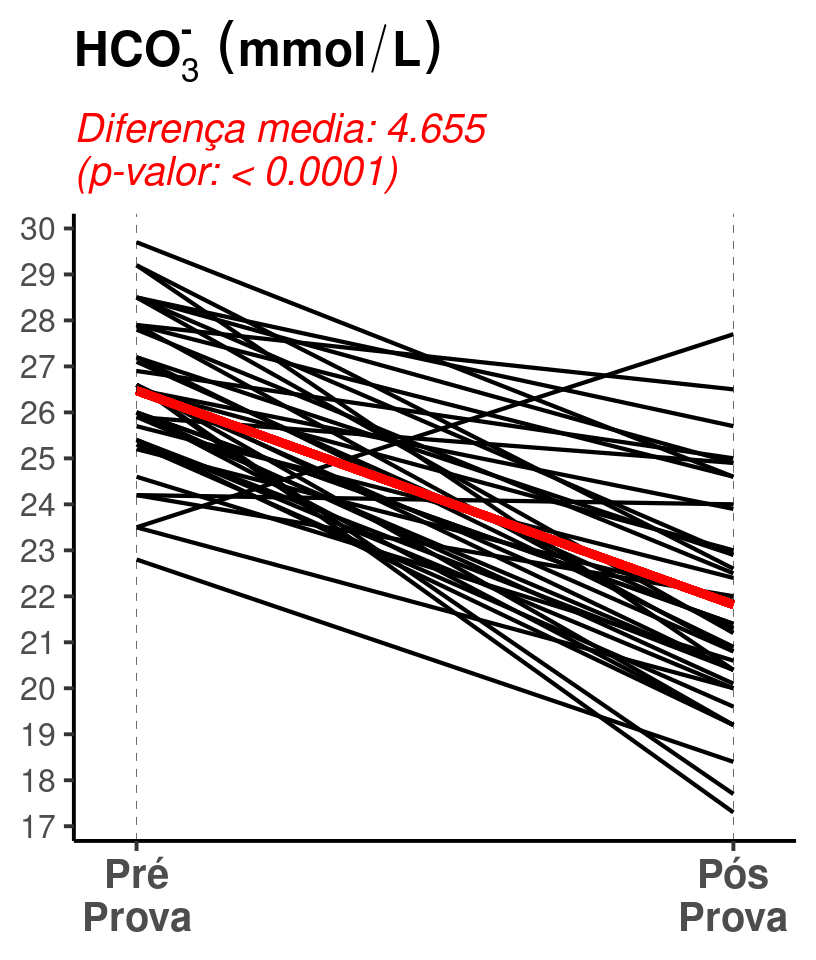 HCO₃⁻ (mmol/L)
Diferença media: 4.655
(p-valor: < 0.0001)
30
29
28
27
26
25
24
23
22
21
20
19
18
17
Pré
Prova
Pós
Prova